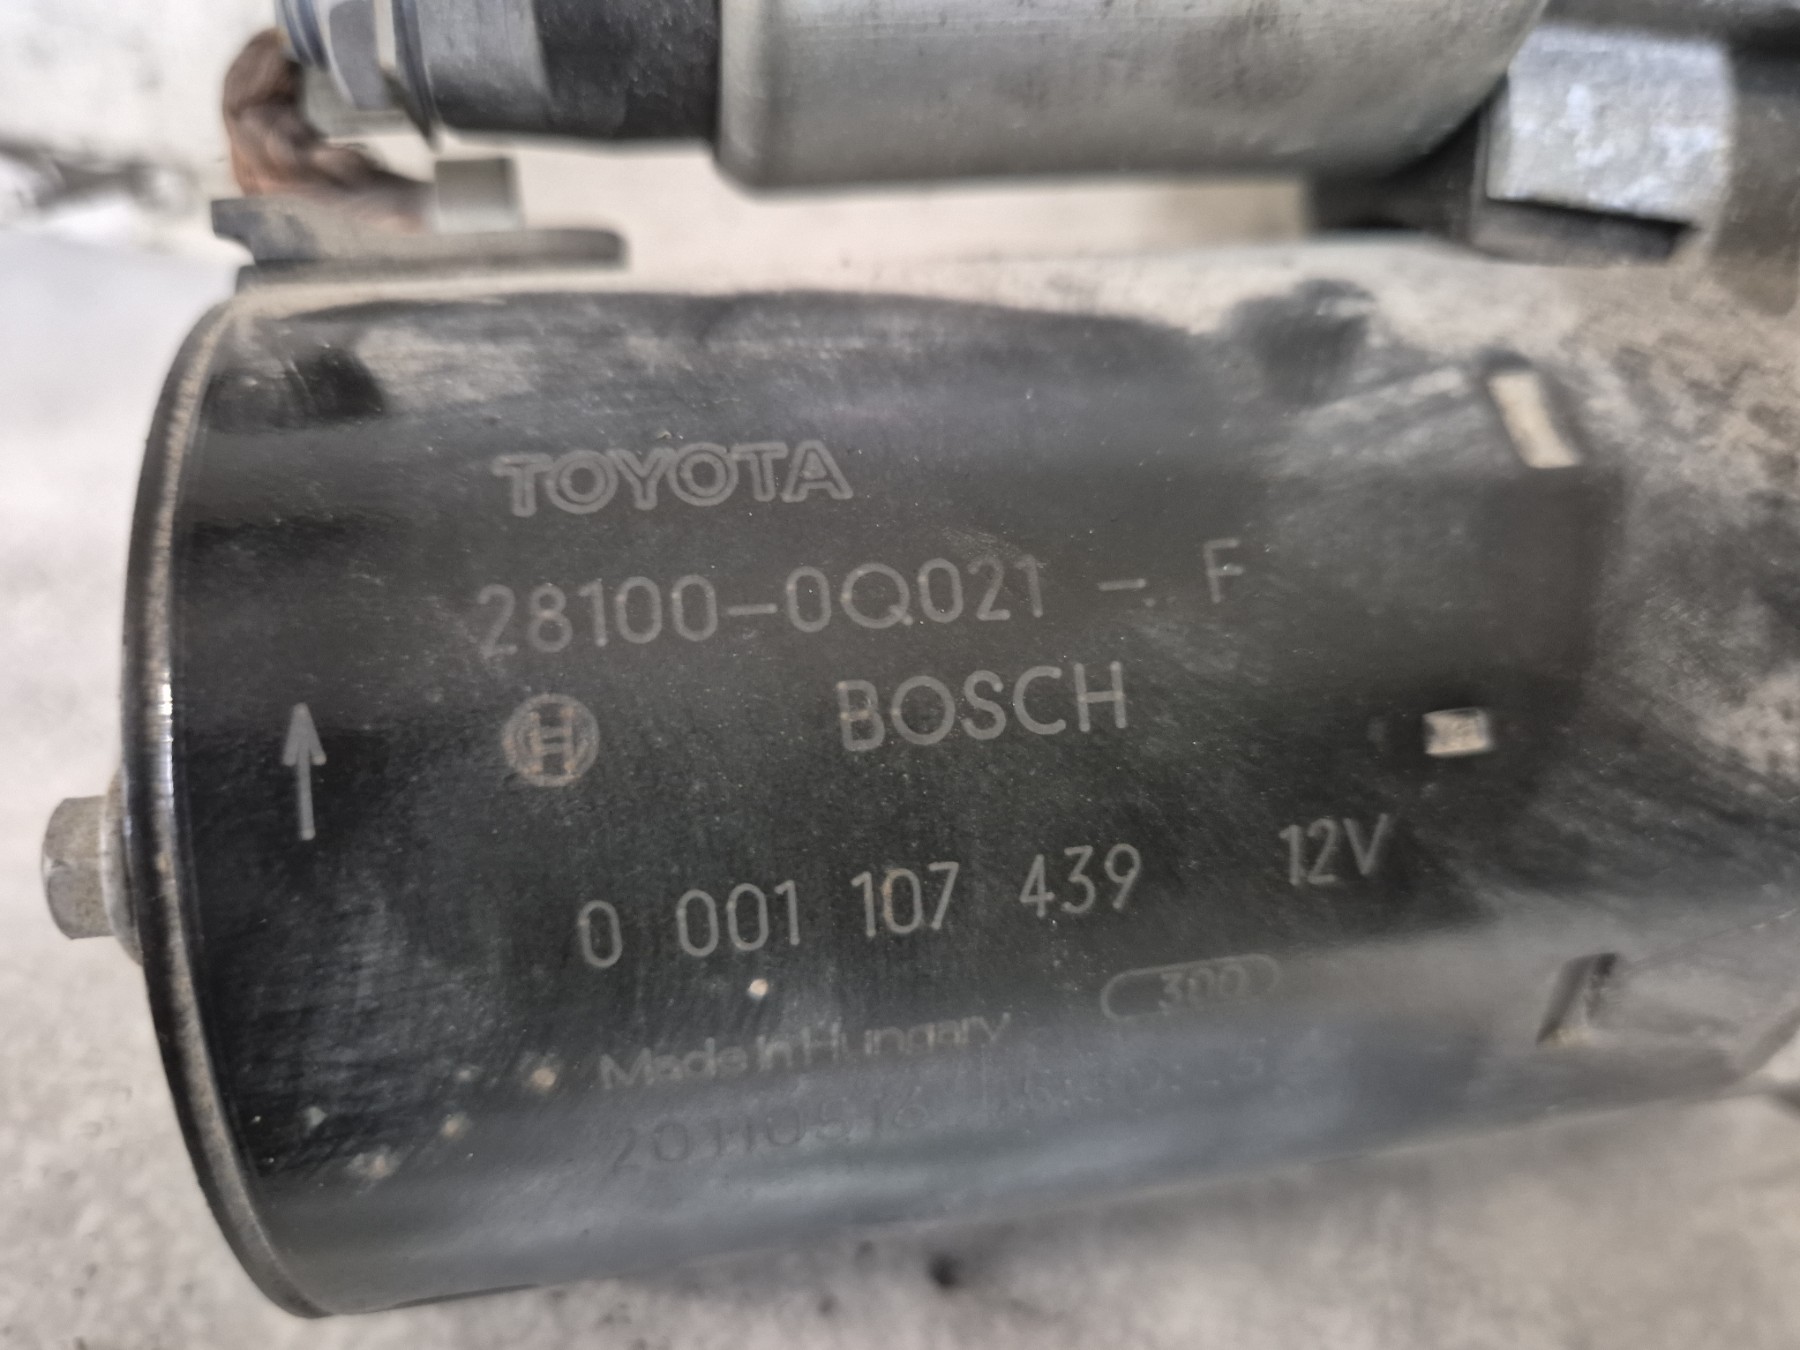 TOYOTA
28100-0Q021 - F
BOSCH
0 001 107 439 12V
300
Made in Hungary